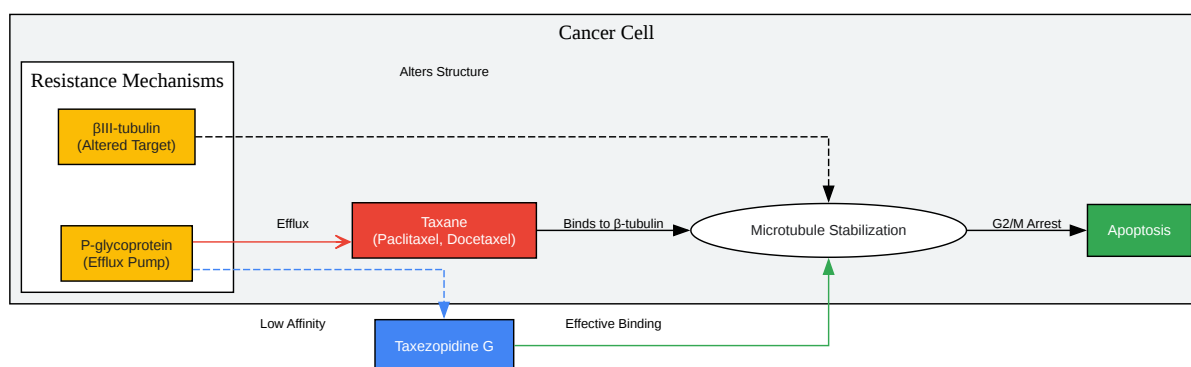 Cancer Cell
Resistance Mechanisms
Alters Structure
βIII-tubulin
(Altered Target)
P-glycoprotein
(Efflux Pump)
Efflux
Taxane
(Paclitaxel, Docetaxel)
Binds to β-tubulin
Microtubule Stabilization
G2/M Arrest
Apoptosis
Low Affinity
Taxezopidine G
Effective Binding